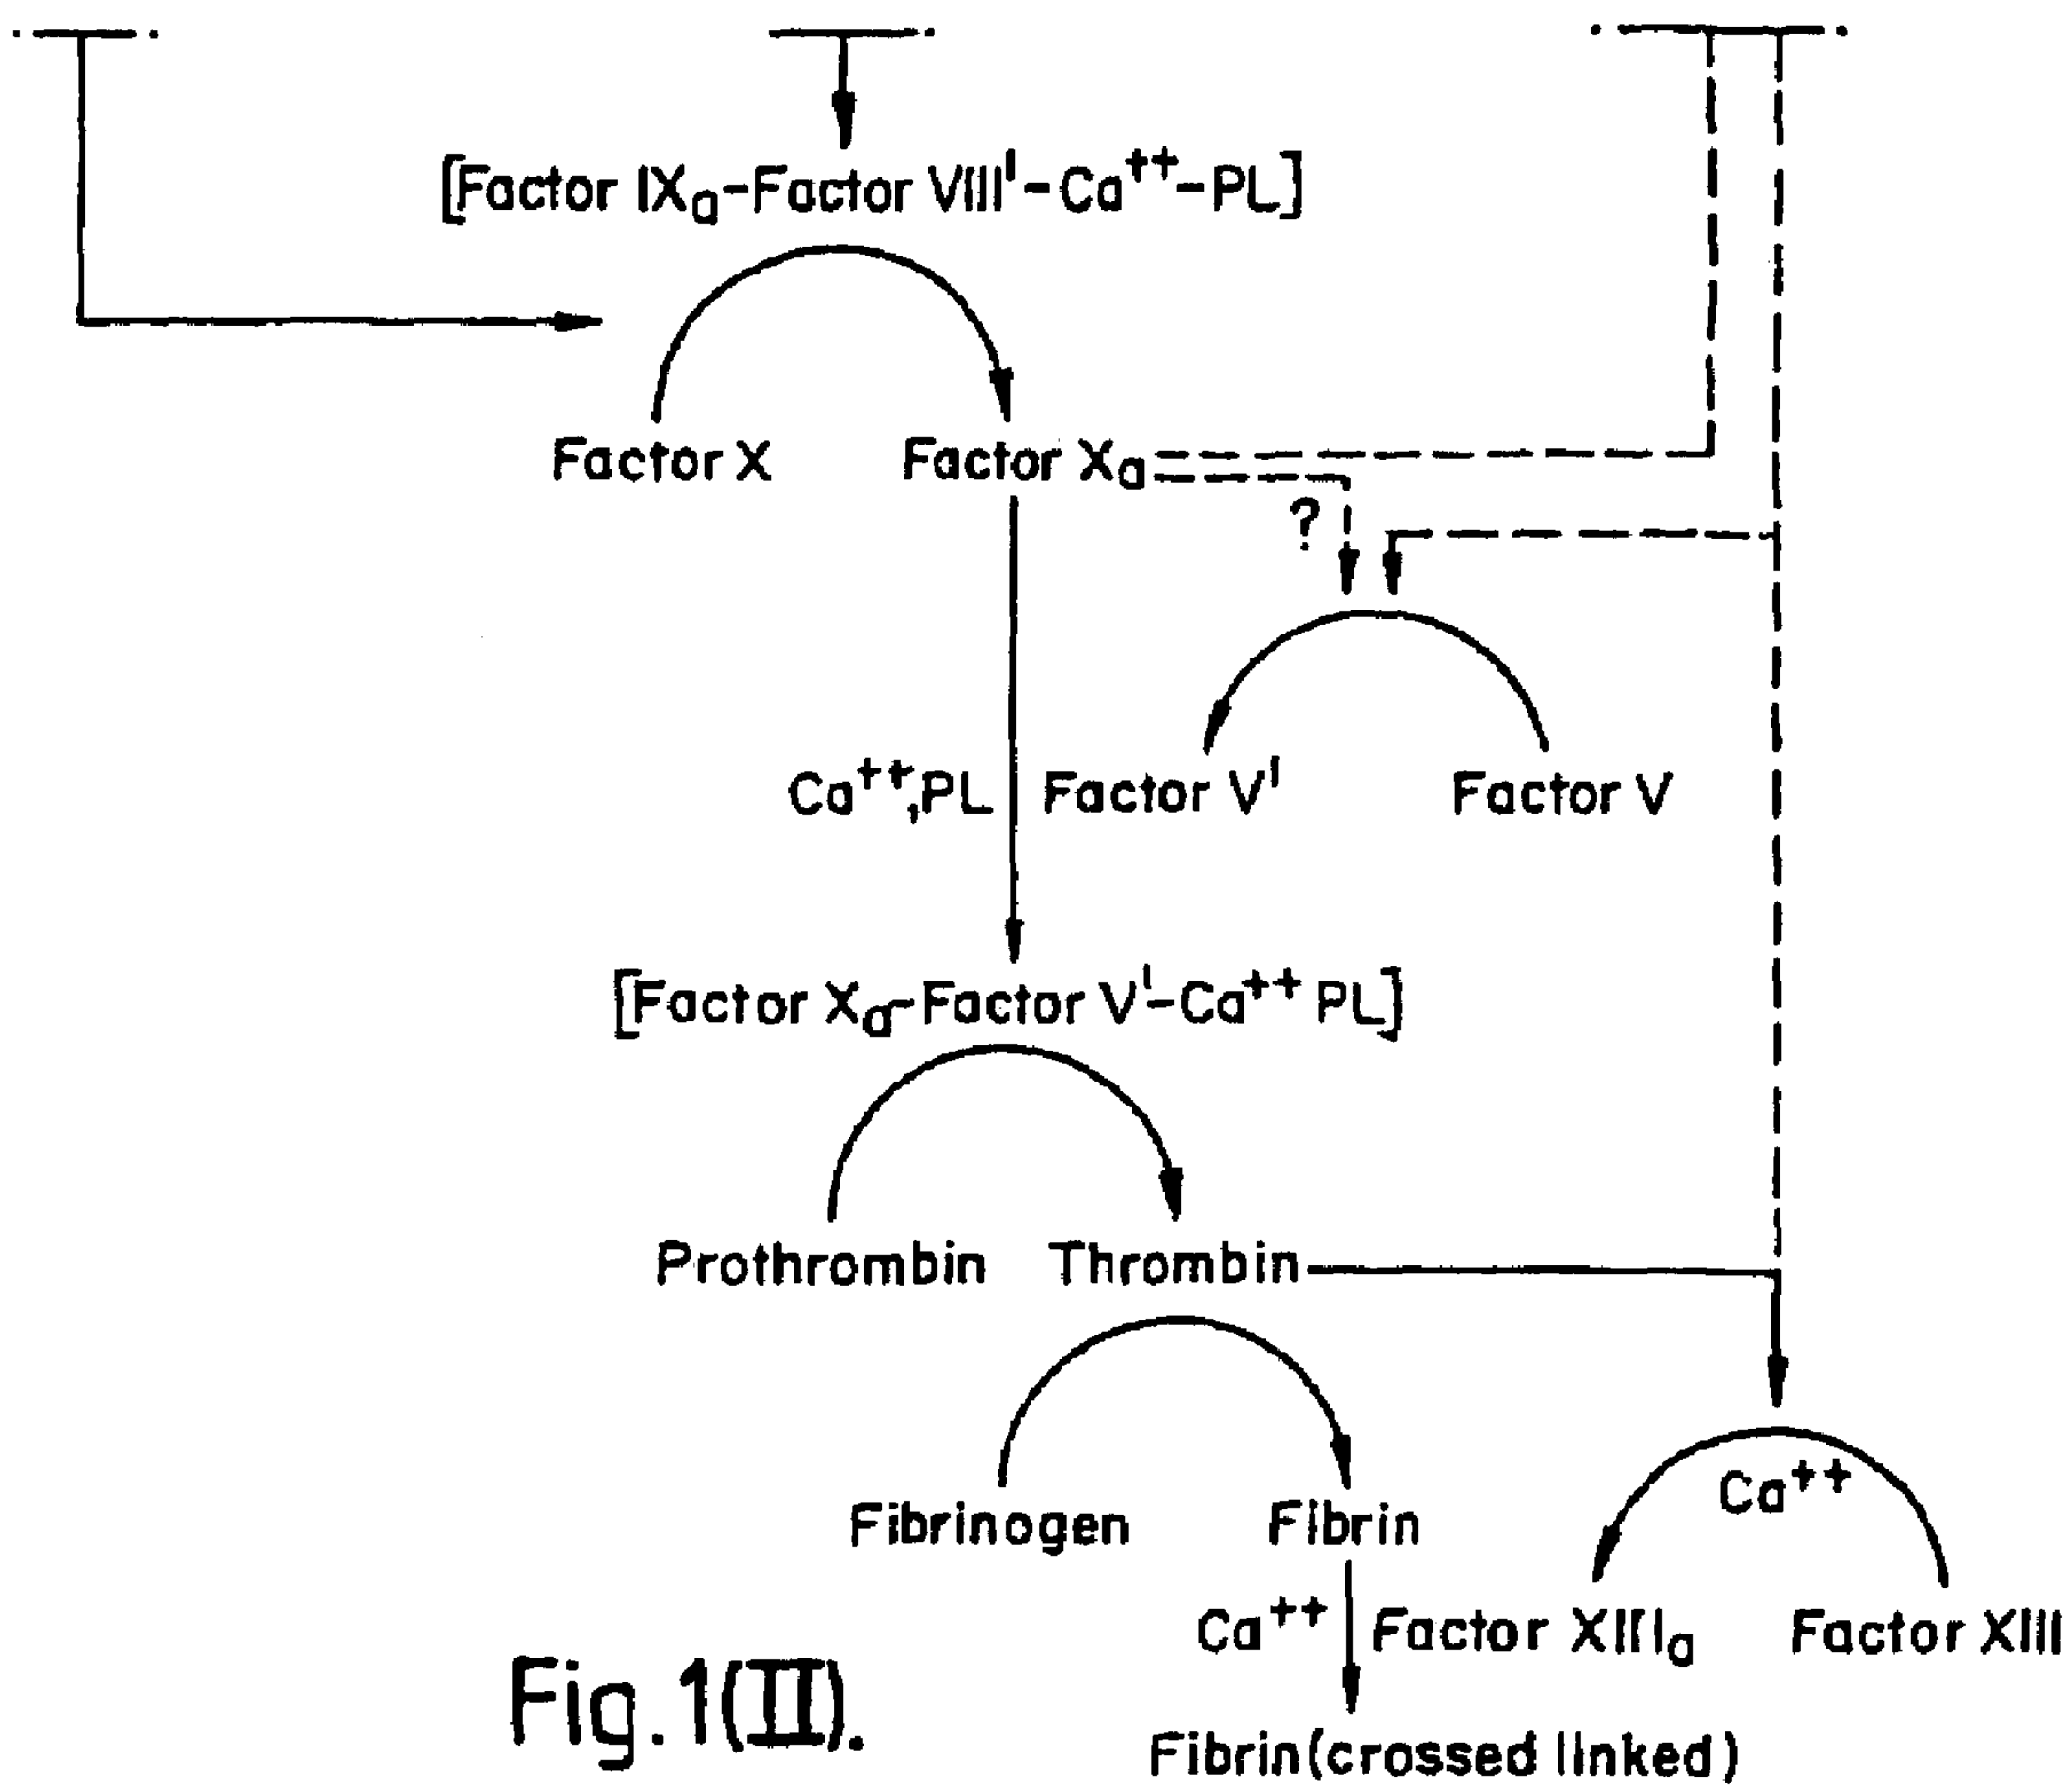 [Factor IXa-Factor VIII'-Ca++-PL]
Factor X Factor Xa
?
Ca++,PL Factor V' Factor V
[Factor Xa-Factor V'-Ca++ PL]
Prothrombin Thrombin
Ca++
Fibrinogen Fibrin
Ca++ Factor XIIIa Factor XIII
Fig.1(II).
Fibrin(crossed linked)